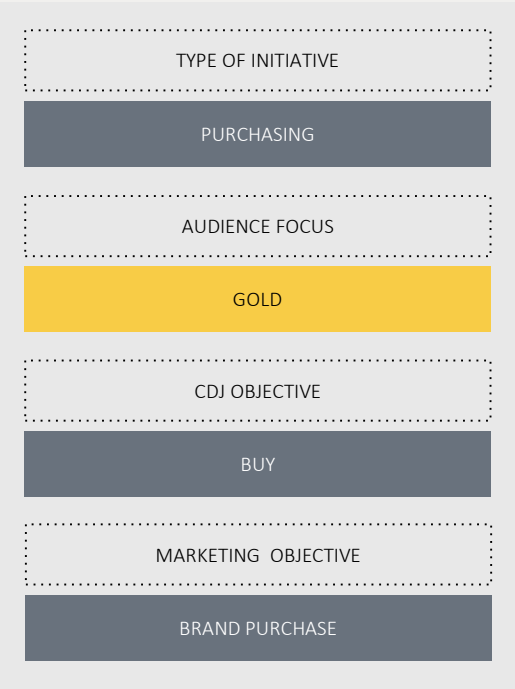 TYPE OF INITIATIVE
PURCHASING
AUDIENCE FOCUS
GOLD
CDJ OBJECTIVE
BUY
MARKETING  OBJECTIVE
BRAND PURCHASE